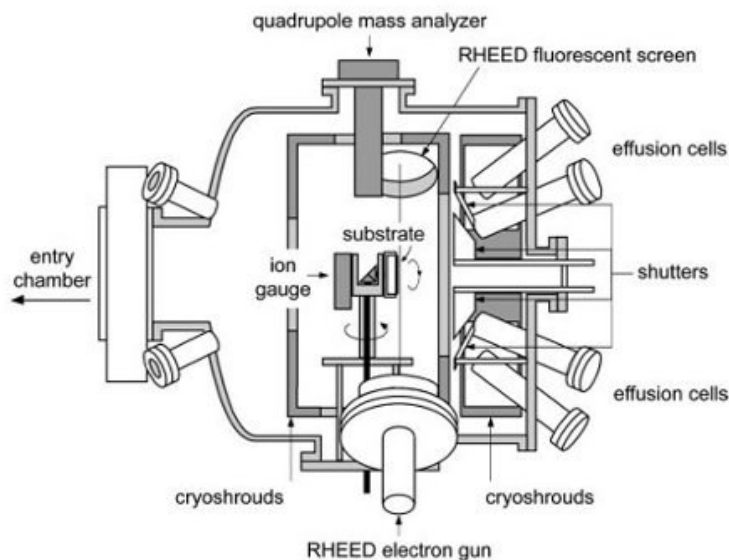 quadrupole mass analyzer
RHEED fluorescent screen
effusion cells
substrate
ion
gauge
entry
chamber
shutters
effusion cells
cryoshrouds
cryoshrouds
RHEED electron gun